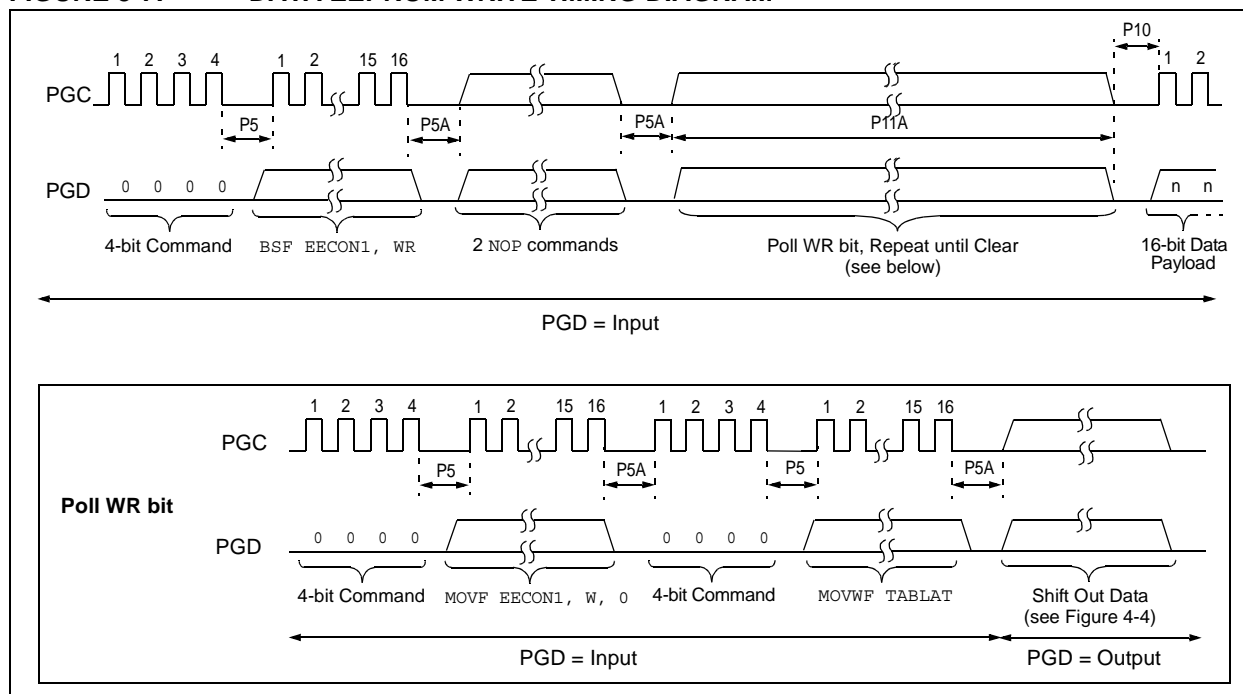 P10
1 2 3 4 1 2 15 16 1 2
PGC
P5 P5A P5A P11A
PGD
0 0 0 0 n n
4-bit Command BSF EECON1, WR 2 NOP commands Poll WR bit, Repeat until Clear 16-bit Data
(see below) Payload
PGD = Input
1 2 3 4 1 2 15 16 1 2 3 4 1 2 15 16
PGC
P5 P5A P5 P5A
Poll WR bit
PGD
0 0 0 0 0 0 0 0
4-bit Command MOVF EECON1, W, 0 4-bit Command MOVWF TABLAT Shift Out Data
(see Figure 4-4)
PGD = Input PGD = Output